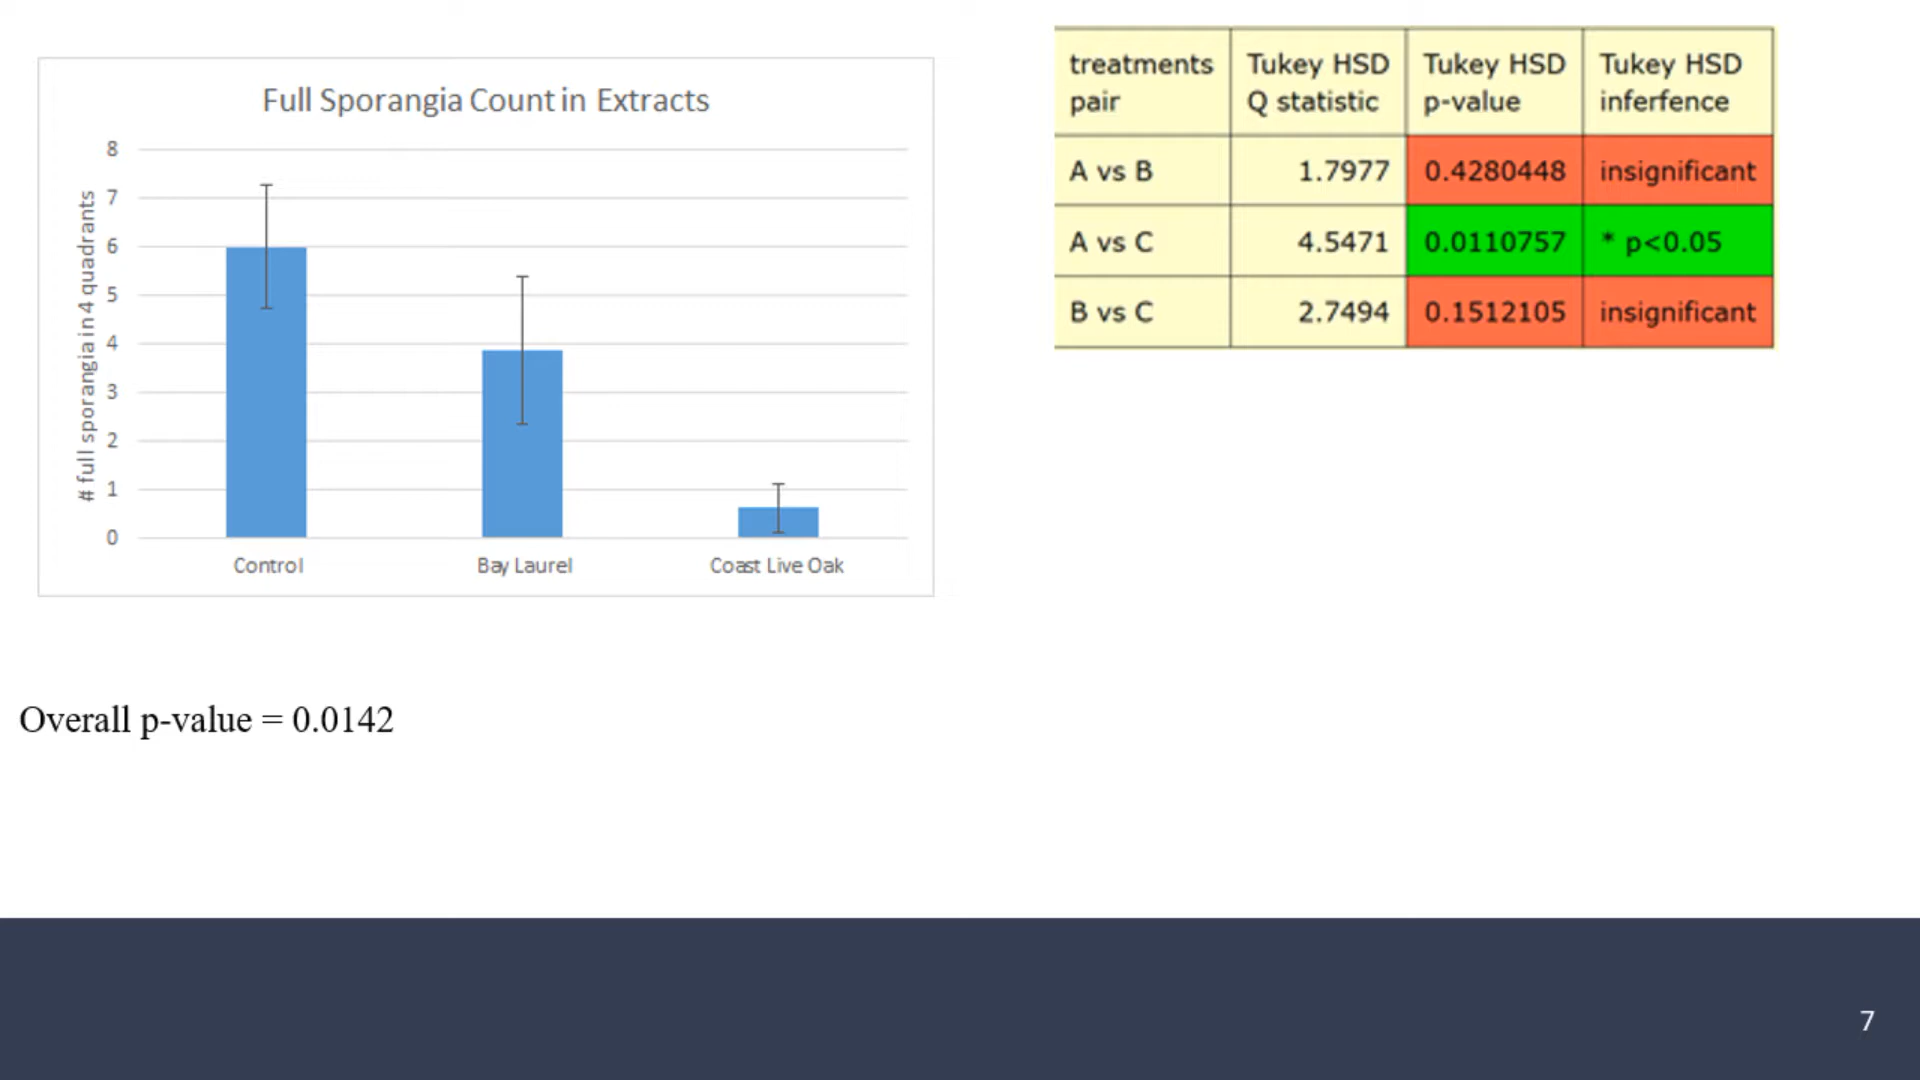 Full Sporangia Count in Extracts
# full sporangia in 4 quadrants
8
7
6
5
4
3
2
1
0
Control Bay Laurel Coast Live Oak
treatments pair Tukey HSD Q statistic Tukey HSD p-value Tukey HSD inferfence
A vs B 1.7977 0.4280448 insignificant
A vs C 4.5471 0.0110757 * p<0.05
B vs C 2.7494 0.1512105 insignificant
Overall p-value = 0.0142
7